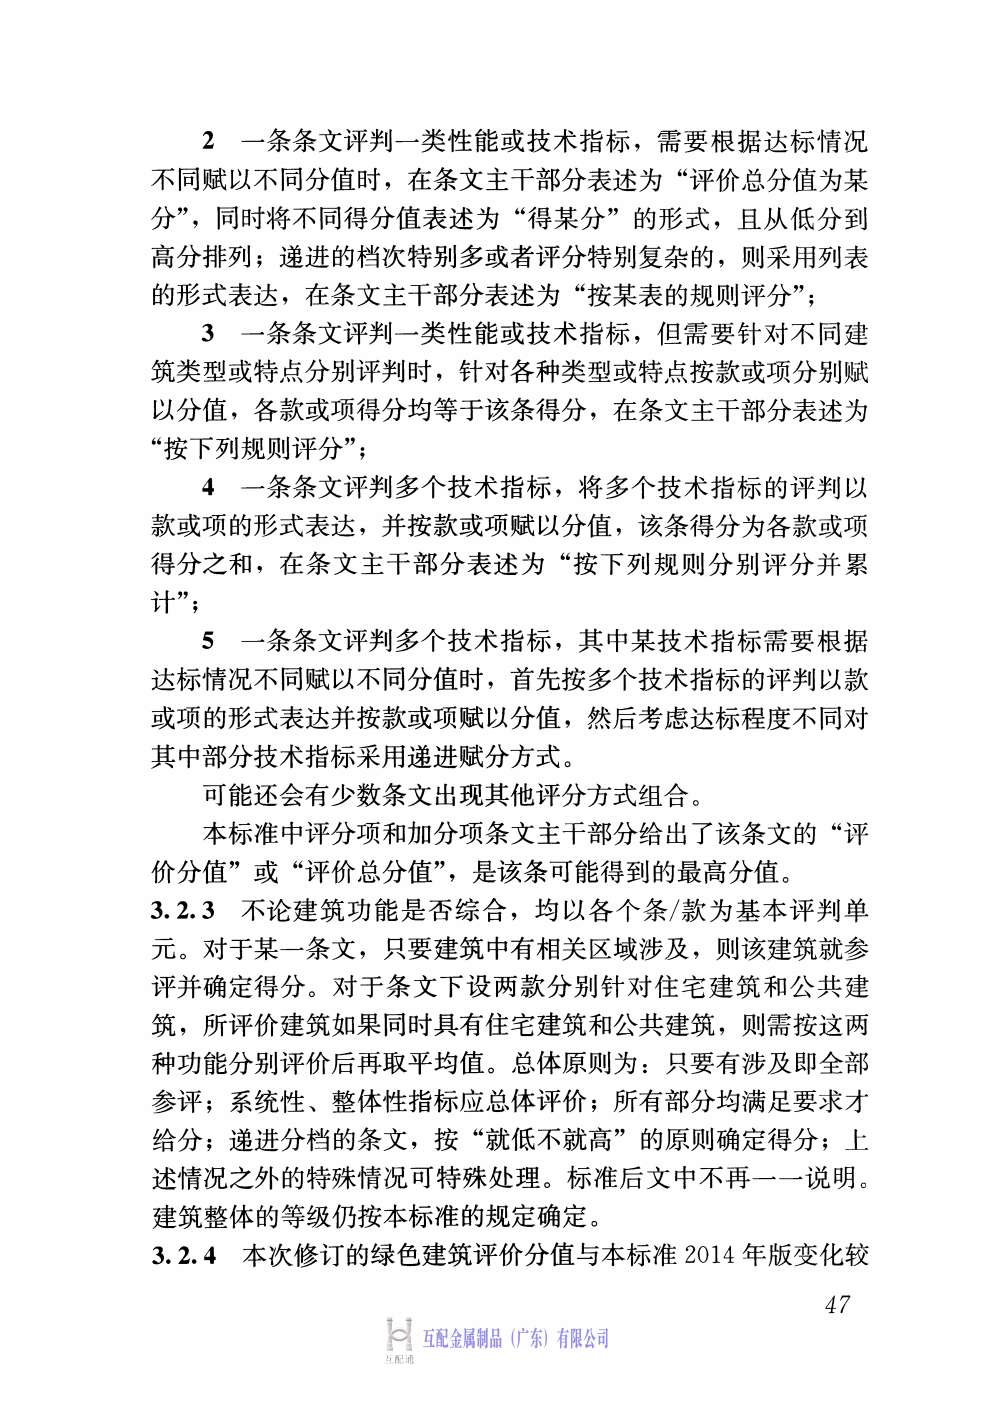 2 一条条文评判一类性能或技术指标，需要根据达标情况
不同赋以不同分值时，在条文主干部分表述为“评价总分值为某
分”，同时将不同得分值表述为“得某分”的形式，且从低分到
高分排列；递进的档次特别多或者评分特别复杂的，则采用列表
的形式表达，在条文主干部分表述为“按某表的规则评分”；
3 一条条文评判一类性能或技术指标，但需要针对不同建
筑类型或特点分别评判时，针对各种类型或特点按款或项分别赋
以分值，各款或项得分均等于该条得分，在条文主干部分表述为
“按下列规则评分”；
4 一条条文评判多个技术指标，将多个技术指标的评判以
款或项的形式表达，并按款或项赋以分值，该条得分为各款或项
得分之和，在条文主干部分表述为“按下列规则分别评分并累
计”；
5 一条条文评判多个技术指标，其中某技术指标需要根据
达标情况不同赋以不同分值时，首先按多个技术指标的评判以款
或项的形式表达并按款或项赋以分值，然后考虑达标程度不同对
其中部分技术指标采用递进赋分方式。
可能还会有少数条文出现其他评分方式组合。
本标准中评分项和加分项条文主干部分给出了该条文的“评
价分值”或“评价总分值”，是该条可能得到的最高分值。
3.2.3 不论建筑功能是否综合，均以各个条/款为基本评判单
元。对于某一条文，只要建筑中有相关区域涉及，则该建筑就参
评并确定得分。对于条文下设两款分别针对住宅建筑和公共建
筑，所评价建筑如果同时具有住宅建筑和公共建筑，则需按这两
种功能分别评价后再取平均值。总体原则为：只要有涉及即全部
参评；系统性、整体性指标应总体评价；所有部分均满足要求才
给分；递进分档的条文，按“就低不就高”的原则确定得分；上
述情况之外的特殊情况可特殊处理。标准后文中不再一一说明。
建筑整体的等级仍按本标准的规定确定。
3.2.4 本次修订的绿色建筑评价分值与本标准 2014 年版变化较
47
互配金属制品（广东）有限公司
互配通